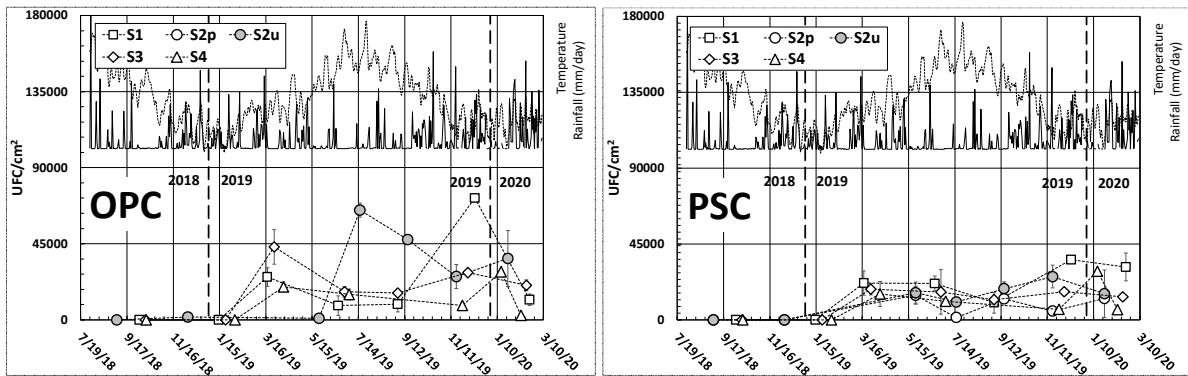 180000
135000
90000
45000
0
UFC/cm²
S1 S2p S2u
S3 S4
2018 2019
2019 2020
OPC
Temperature
Rainfall (mm/day)
7/19/18 9/17/18 11/16/18 1/15/19 3/16/19 5/15/19 7/14/19 9/12/19 11/11/19 1/10/20 3/10/20
180000
135000
90000
45000
0
UFC/cm²
S1 S2p S2u
S3 S4
2018 2019
2019 2020
PSC
Temperature
Rainfall (mm/day)
7/19/18 9/17/18 11/16/18 1/15/19 3/16/19 5/15/19 7/14/19 9/12/19 11/11/19 1/10/20 3/10/20